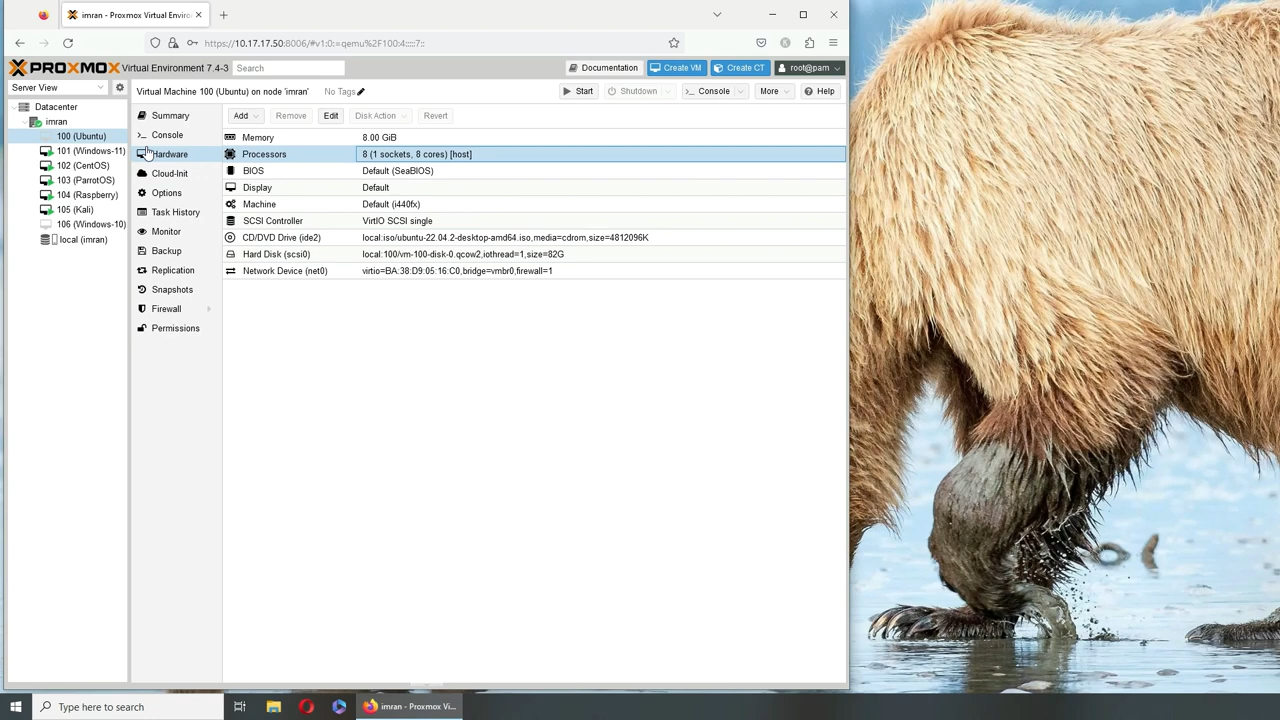 imran - Proxmox Virtual Enviro
https://10.17.17.50:8006/#v1:0:=qemu%2F100:4:::::7::
PROXMOX Virtual Environment 7.4-3 Search Documentation Create VM Create CT root@pam
Server View
Virtual Machine 100 (Ubuntu) on node 'imran' No Tags Start Shutdown Console More Help
Datacenter
imran
100 (Ubuntu)
101 (Windows-11)
102 (CentOS)
103 (ParrotOS)
104 (Raspberry)
105 (Kali)
106 (Windows-10)
local (imran)
Summary
Console
Hardware
Cloud-Init
Options
Task History
Monitor
Backup
Replication
Snapshots
Firewall
Permissions
Add Remove Edit Disk Action Revert
Memory 8.00 GiB
Processors 8 (1 sockets, 8 cores) [host]
BIOS Default (SeaBIOS)
Display Default
Machine Default (i440fx)
SCSI Controller VirtIO SCSI single
CD/DVD Drive (ide2) local:iso/ubuntu-22.04.2-desktop-amd64.iso,media=cdrom,size=4812096K
Hard Disk (scsi0) local:100/vm-100-disk-0.qcow2,iothread=1,size=82G
Network Device (net0) virtio=BA:38:D9:05:16:C0,bridge=vmbr0,firewall=1
Type here to search imran - Proxmox Vi...